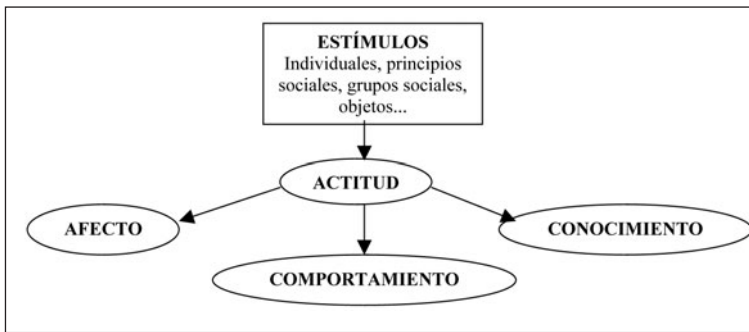 ESTÍMULOS
Individuales, principios
sociales, grupos sociales,
objetos...
ACTITUD
AFECTO
CONOCIMIENTO
COMPORTAMIENTO